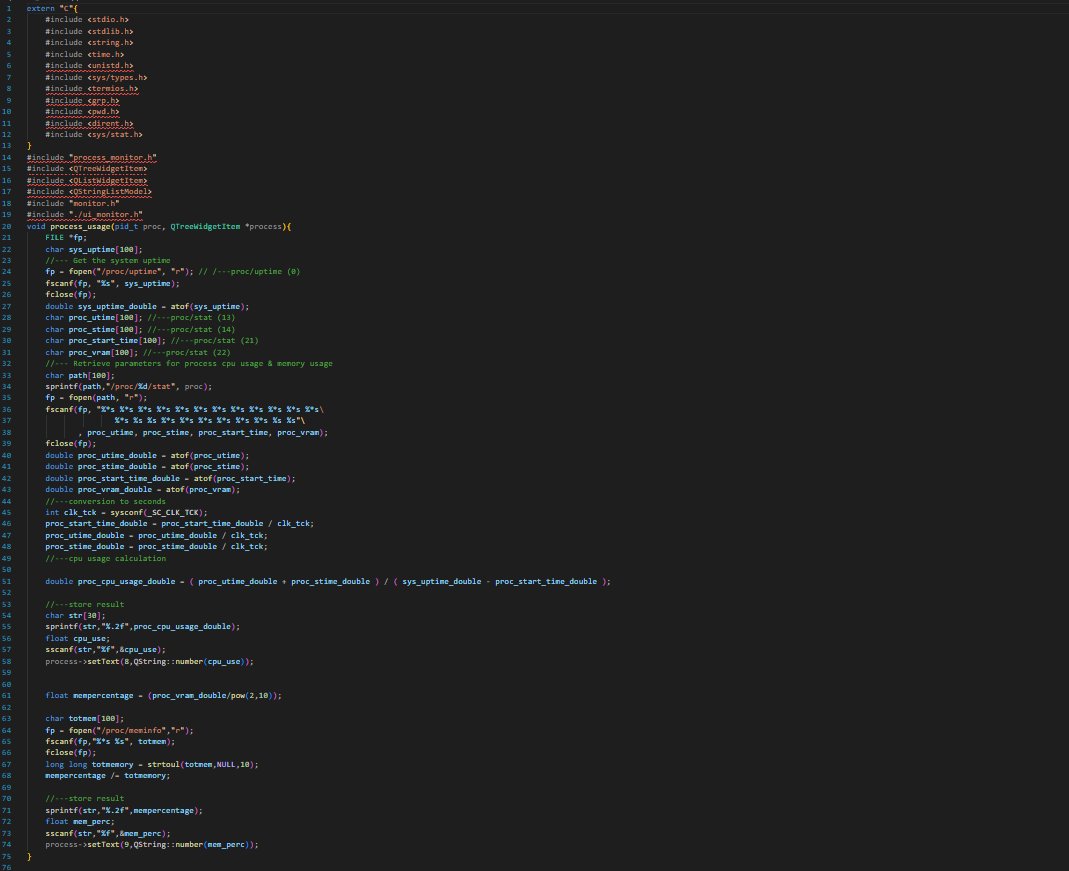 1 extern "C"{
2 #include <stdio.h>
3 #include <stdlib.h>
4 #include <string.h>
5 #include <time.h>
6 #include <unistd.h>
7 #include <sys/types.h>
8 #include <termios.h>
9 #include <grp.h>
10 #include <pwd.h>
11 #include <dirent.h>
12 #include <sys/stat.h>
13 }
14 #include "process_monitor.h"
15 #include <QTreeWidgetItem>
16 #include <QListWidgetItem>
17 #include <QStringListModel>
18 #include "monitor.h"
19 #include "./ui_monitor.h"
20 void process_usage(pid_t proc, QTreeWidgetItem *process){
21 FILE *fp;
22 char sys_uptime[100];
23 //--- Get the system uptime
24 fp = fopen("/proc/uptime", "r"); // /---proc/uptime (0)
25 fscanf(fp, "%s", sys_uptime);
26 fclose(fp);
27 double sys_uptime_double = atof(sys_uptime);
28 char proc_utime[100]; //---proc/stat (13)
29 char proc_stime[100]; //---proc/stat (14)
30 char proc_start_time[100]; //---proc/stat (21)
31 char proc_vram[100]; //---proc/stat (22)
32 //--- Retrieve parameters for process cpu usage & memory usage
33 char path[100];
34 sprintf(path,"/proc/%d/stat", proc);
35 fp = fopen(path, "r");
36 fscanf(fp, "%*s %*s %*s %*s %*s %*s %*s %*s %*s %*s %*s %*s\
37 %*s %s %s %*s %*s %*s %*s %*s %*s %s %s"\
38 , proc_utime, proc_stime, proc_start_time, proc_vram);
39 fclose(fp);
40 double proc_utime_double = atof(proc_utime);
41 double proc_stime_double = atof(proc_stime);
42 double proc_start_time_double = atof(proc_start_time);
43 double proc_vram_double = atof(proc_vram);
44 //---conversion to seconds
45 int clk_tck = sysconf(_SC_CLK_TCK);
46 proc_start_time_double = proc_start_time_double / clk_tck;
47 proc_utime_double = proc_utime_double / clk_tck;
48 proc_stime_double = proc_stime_double / clk_tck;
49 //---cpu usage calculation
50
51 double proc_cpu_usage_double = ( proc_utime_double + proc_stime_double ) / ( sys_uptime_double - proc_start_time_double );
52
53 //---store result
54 char str[30];
55 sprintf(str,"%.2f",proc_cpu_usage_double);
56 float cpu_use;
57 sscanf(str,"%f",&cpu_use);
58 process->setText(8,QString::number(cpu_use));
59
60
61 float mempercentage = (proc_vram_double/pow(2,10));
62
63 char totmem[100];
64 fp = fopen("/proc/meminfo","r");
65 fscanf(fp,"%*s %s", totmem);
66 fclose(fp);
67 long long totmemory = strtoul(totmem,NULL,10);
68 mempercentage /= totmemory;
69
70 //---store result
71 sprintf(str,"%.2f",mempercentage);
72 float mem_perc;
73 sscanf(str,"%f",&mem_perc);
74 process->setText(9,QString::number(mem_perc));
75 }
76